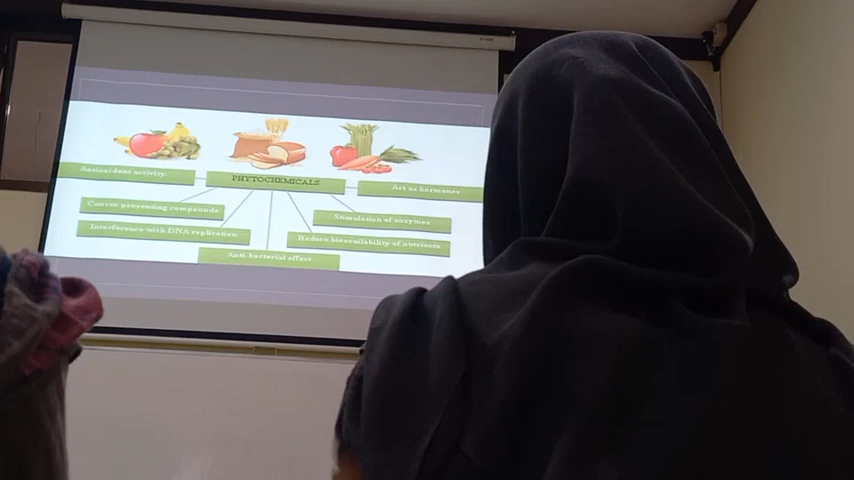 Antioxidant activity
PHYTOCHEMICALS
Act as hormones
Cancer preventing compounds
Stimulation of enzymes
Interference with DNA replication
Reduce bioavailability of nutrients
Anti-bacterial effect